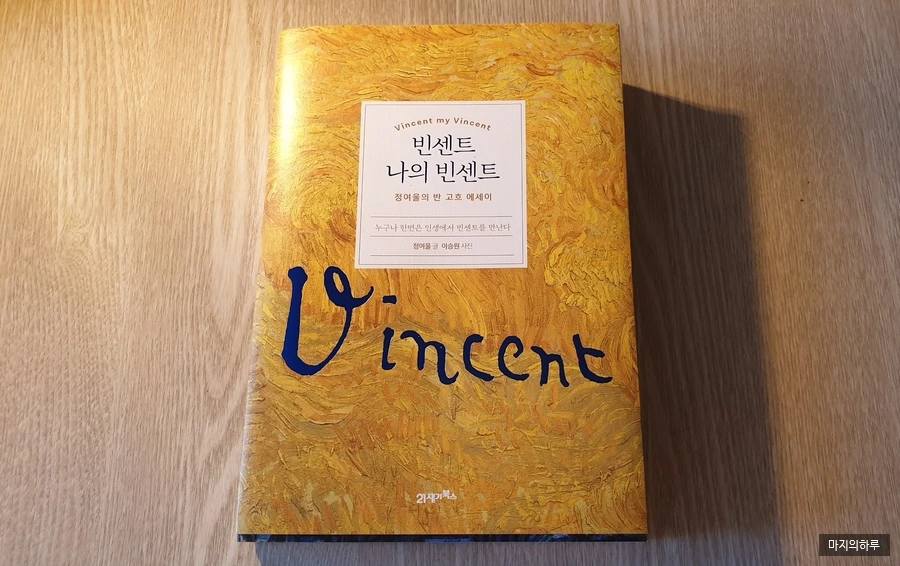 Vincent my Vincent
빈센트
나의 빈센트
정여울의 반 고흐 에세이
누구나 한번은 인생에서 빈센트를 만난다
정여울 글 이승원 사진
Vincent
21세기북스
마지의하루